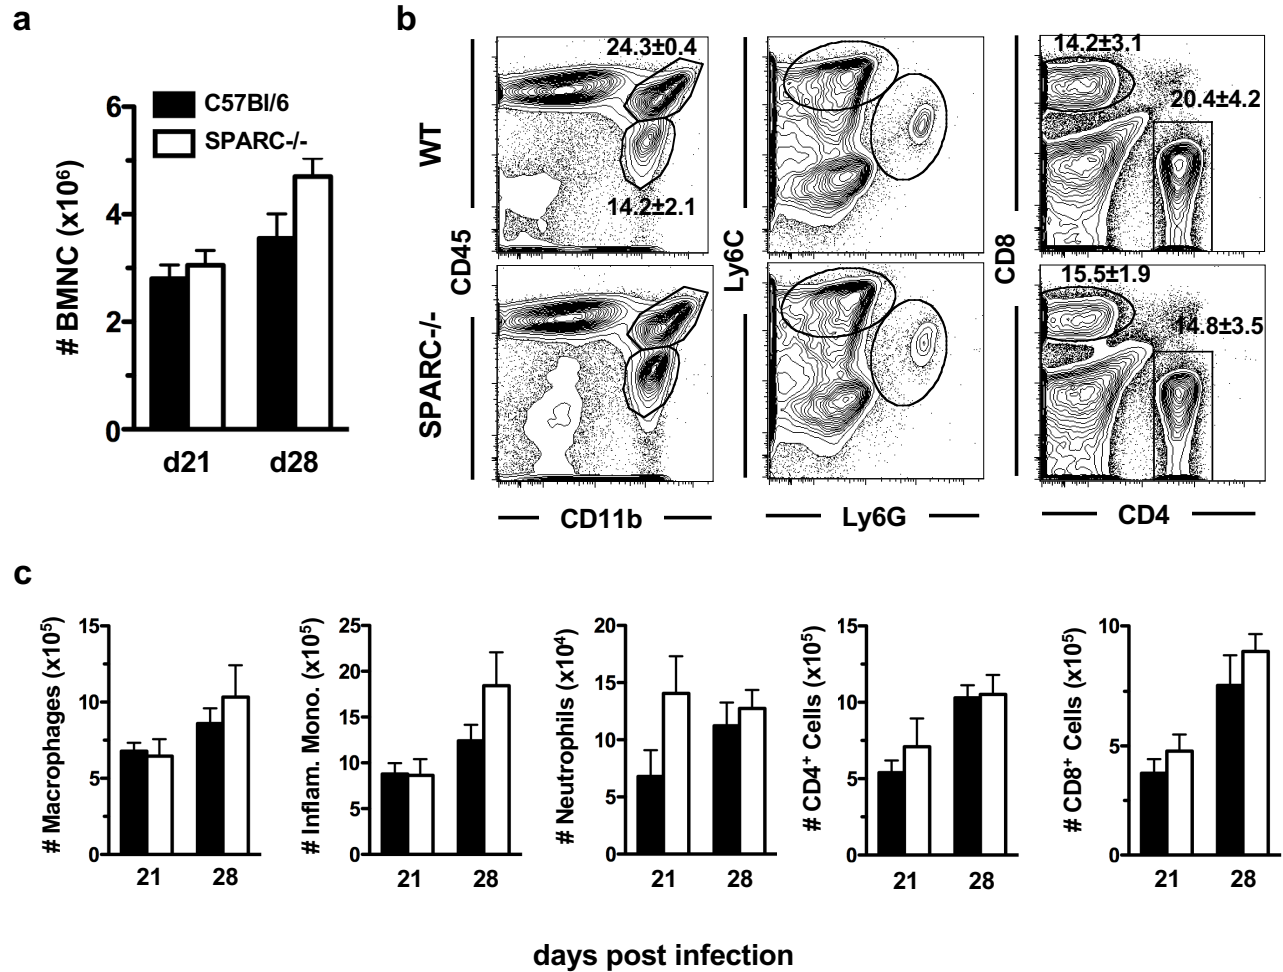 a
6
4
2
0
# BMNC (x10⁶)
C57Bl/6
SPARC-/-
d21
d28
b
WT
SPARC-/-
CD45
24.3±0.4
14.2±2.1
CD11b
Ly6C
Ly6G
CD8
14.2±3.1
20.4±4.2
15.5±1.9
14.8±3.5
CD4
c
# Macrophages (x10⁵)
15
10
5
0
21 28
# Inflam. Mono. (x10⁵)
25
20
15
10
5
0
21 28
# Neutrophils (x10⁴)
20
15
10
5
0
21 28
# CD4⁺ Cells (x10⁵)
15
10
5
0
21 28
# CD8⁺ Cells (x10⁵)
10
5
0
21 28
days post infection